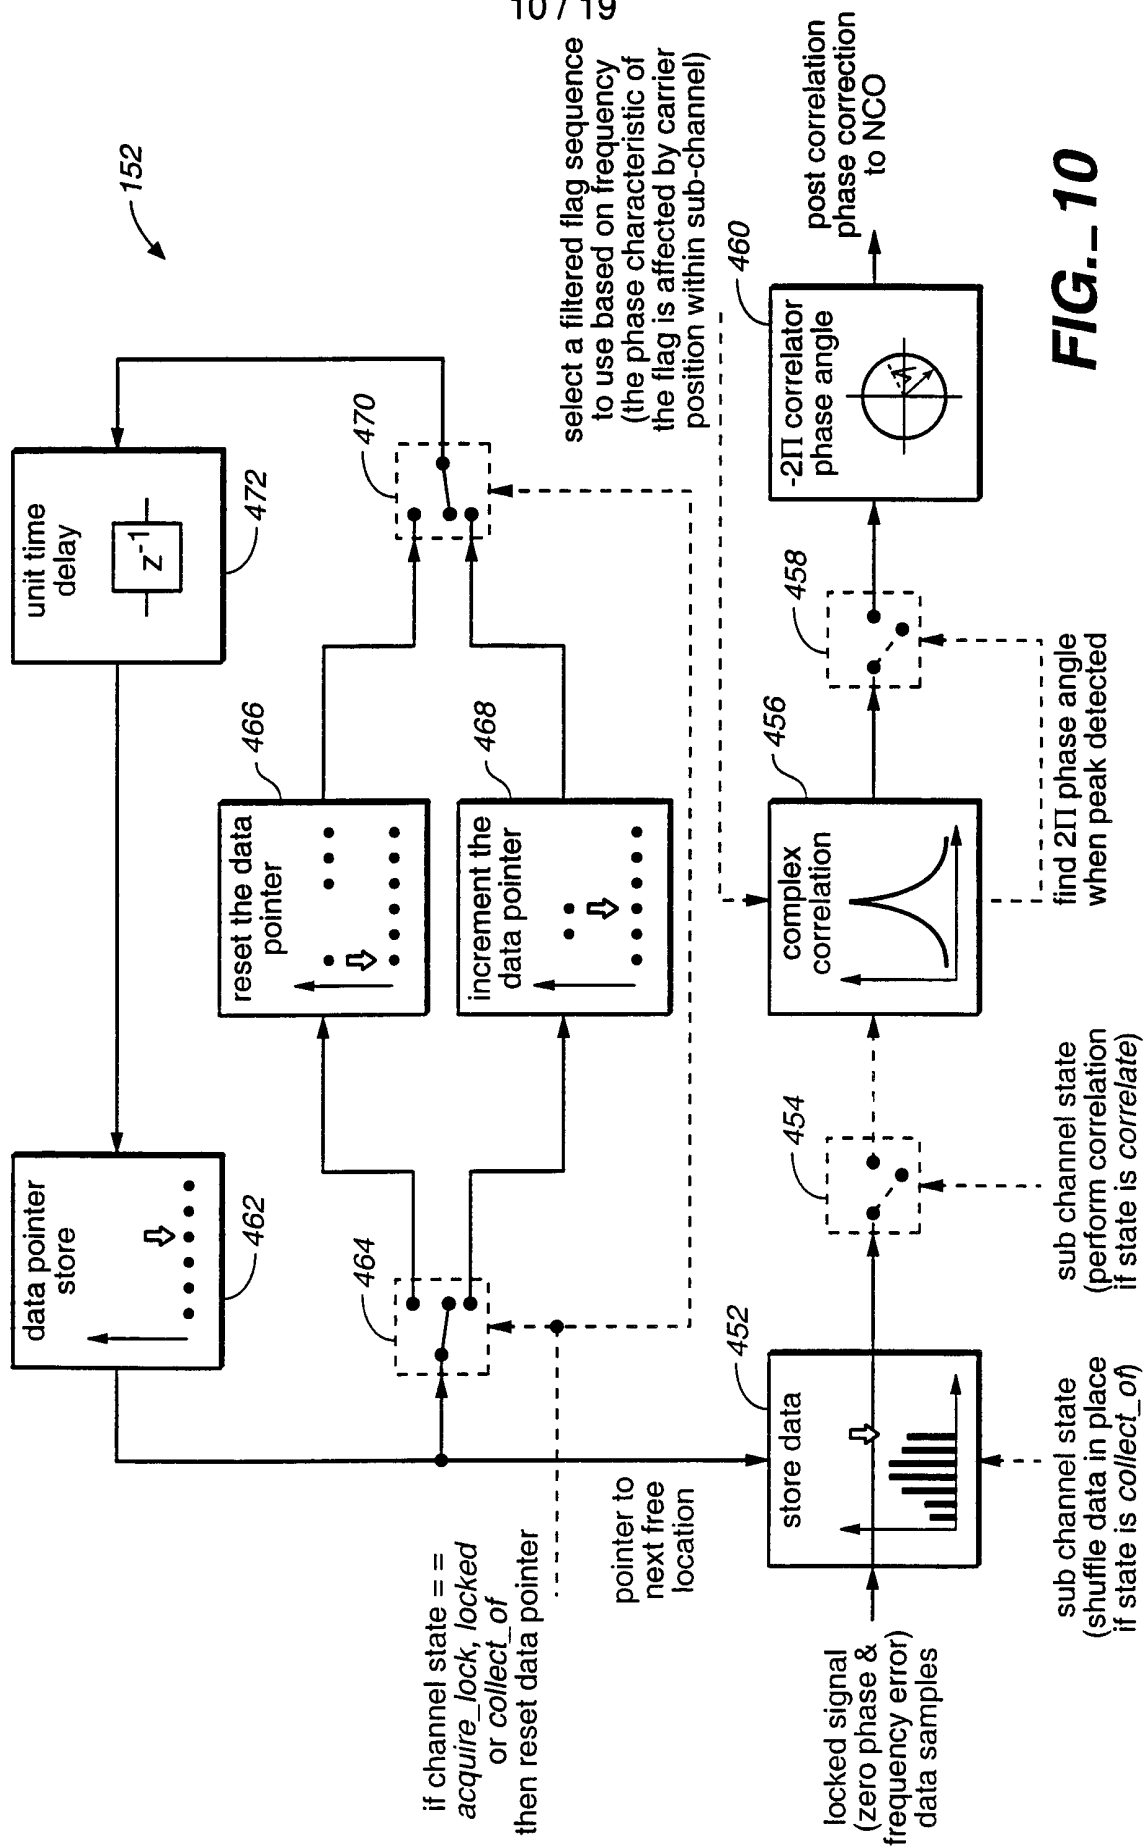 10 / 19
152
unit time
delay
z-1
472
data pointer
store
462
reset the data
pointer
466
increment the
data pointer
468
470
464
if channel state = =
acquire_lock, locked
or collect_of
then reset data pointer
pointer to
next free
location
select a filtered flag sequence
to use based on frequency
(the phase characteristic of
the flag is affected by carrier
position within sub-channel)
locked signal
(zero phase &
frequency error)
data samples
store data
452
sub channel state
(shuffle data in place
if state is collect_of)
454
sub channel state
(perform correlation
if state is correlate)
complex
correlation
456
458
find 2Π phase angle
when peak detected
-2Π correlator
phase angle
460
post correlation
phase correction
to NCO
FIG._10